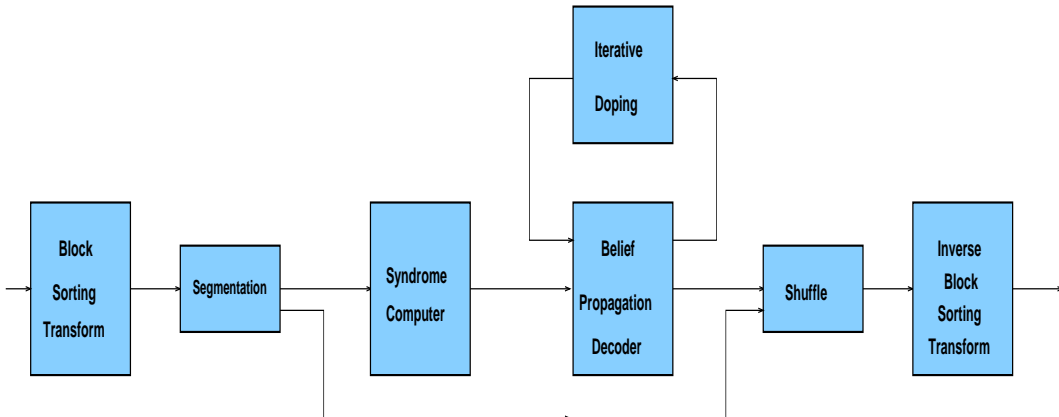 Iterative
Doping
Block
Sorting
Transform
Segmentation
Syndrome
Computer
Belief
Propagation
Decoder
Shuffle
Inverse
Block
Sorting
Transform